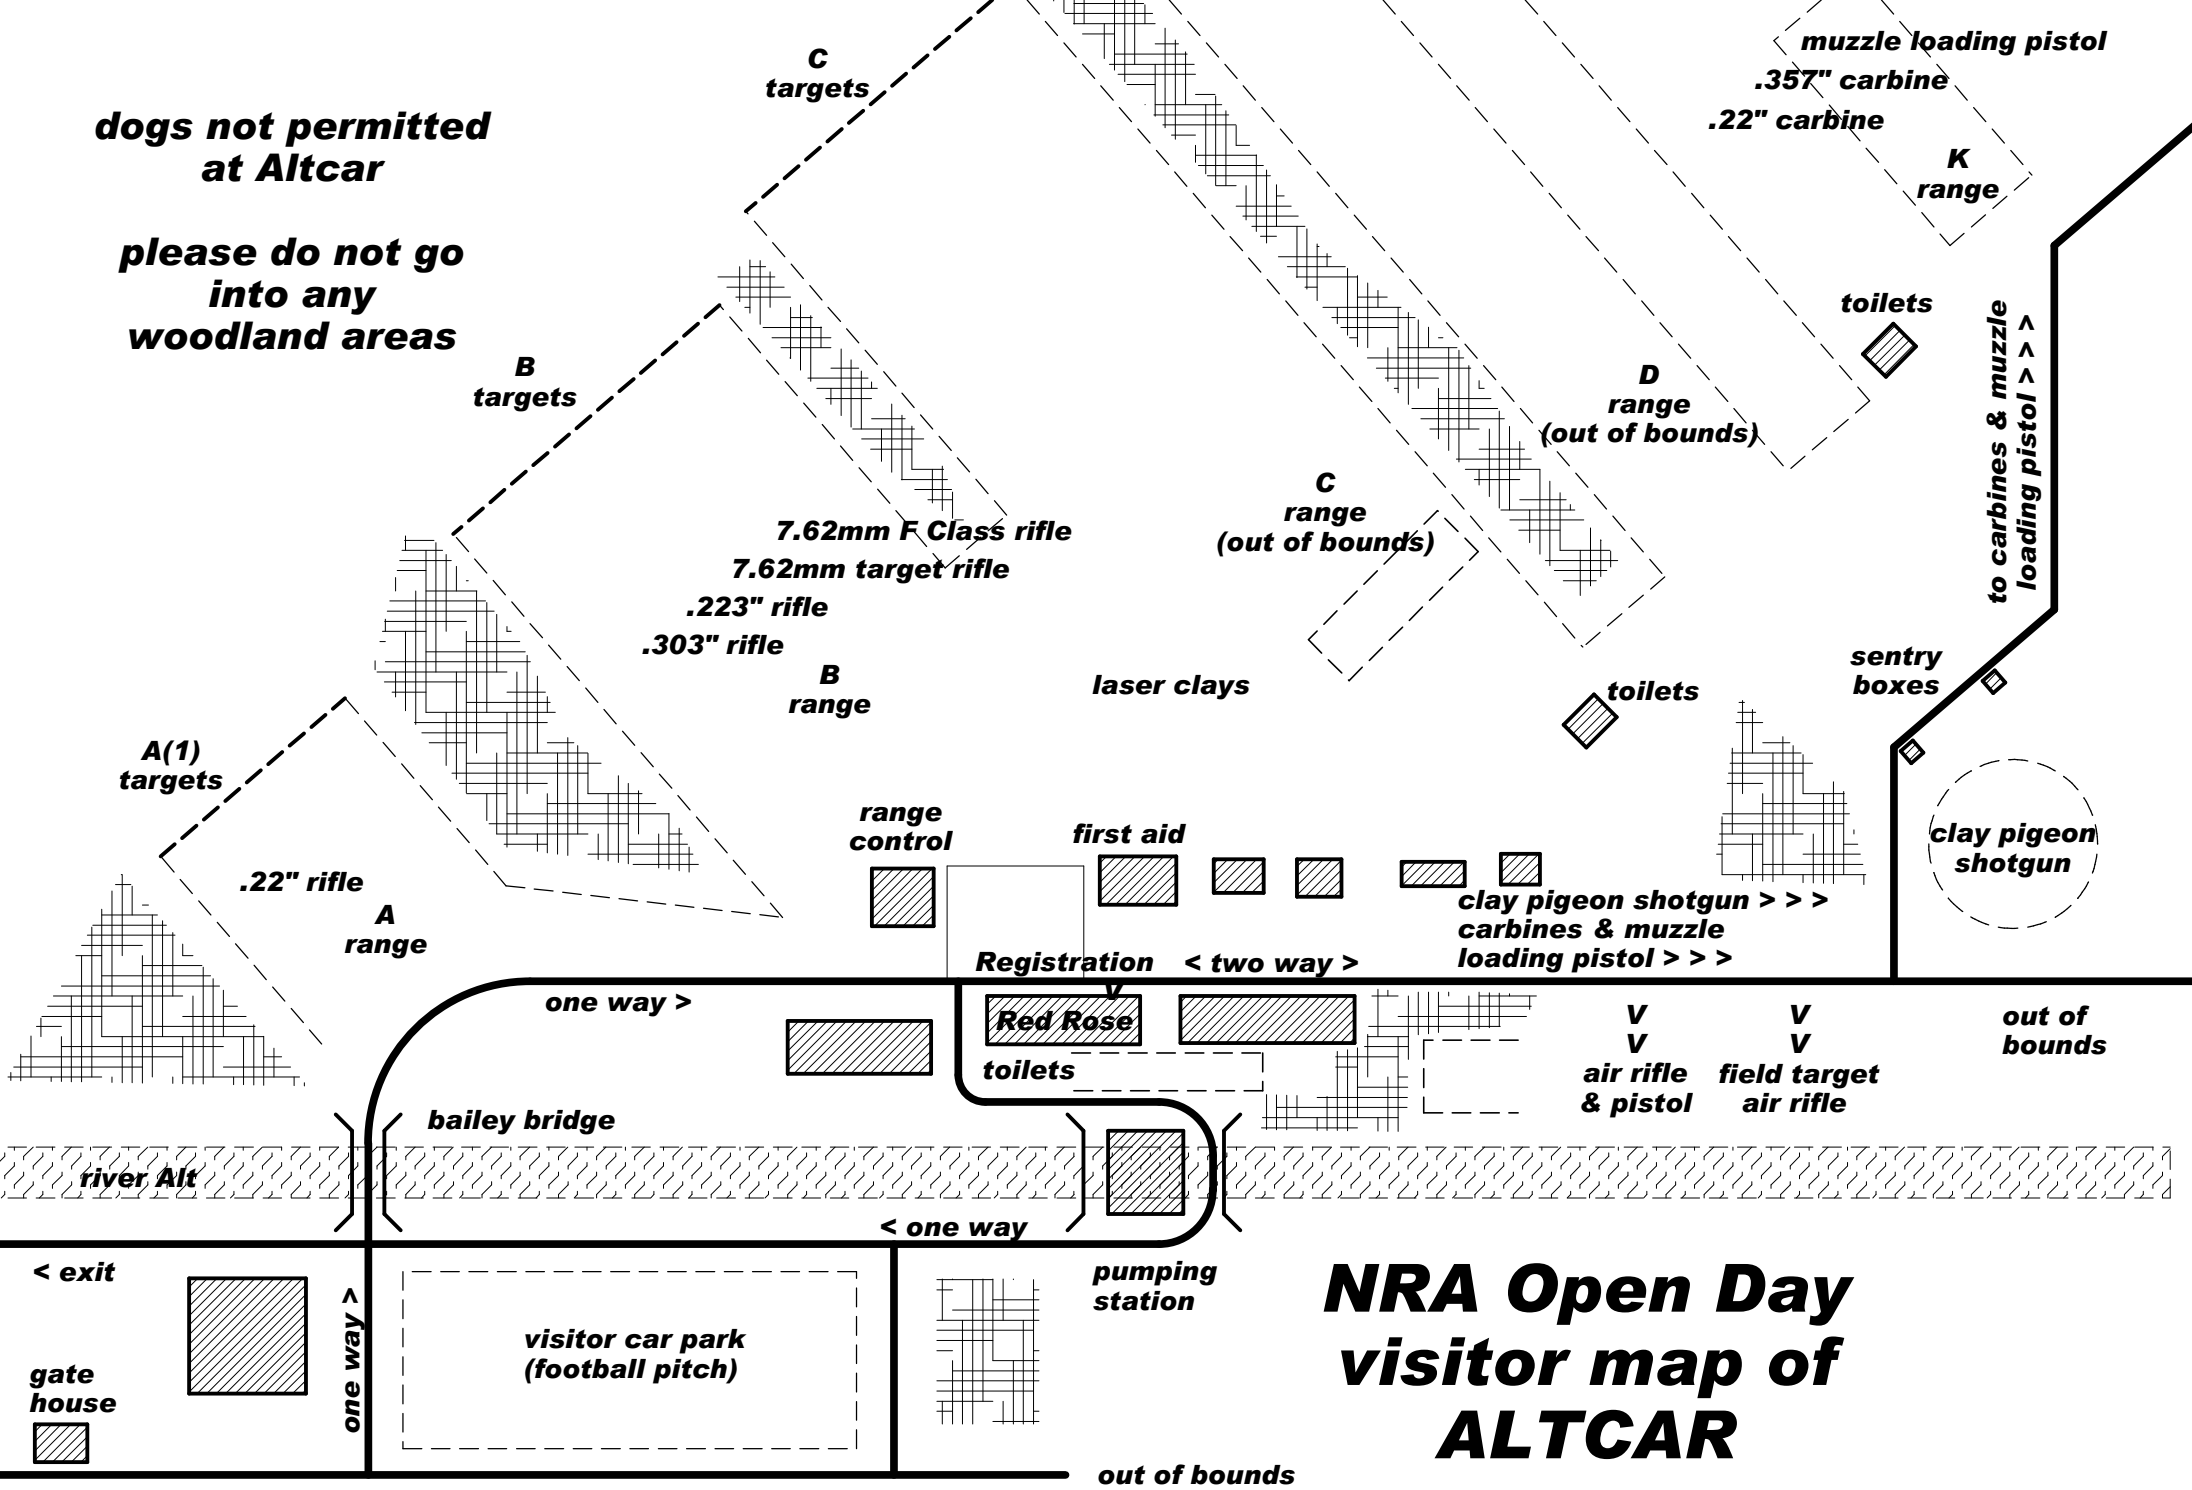 C
targets
muzzle loading pistol
.357" carbine
.22" carbine
K
range
dogs not permitted
at Altcar
please do not go
into any
woodland areas
toilets
B
targets
D
range
(out of bounds)
to carbines & muzzle
loading pistol > > > >
C
range
(out of bounds)
7.62mm F Class rifle
7.62mm target rifle
.223" rifle
.303" rifle
B
range
laser clays
toilets
sentry
boxes
A(1)
targets
range
control
first aid
clay pigeon
shotgun
.22" rifle
A
range
clay pigeon shotgun > > >
carbines & muzzle
loading pistol > > >
Registration
V
< two way >
one way >
Red Rose
toilets
V
V
air rifle
& pistol
V
V
field target
air rifle
out of
bounds
bailey bridge
river Alt
< one way
< exit
one way >
gate
house
visitor car park
(football pitch)
pumping
station
NRA Open Day
visitor map of
ALTCAR
out of bounds